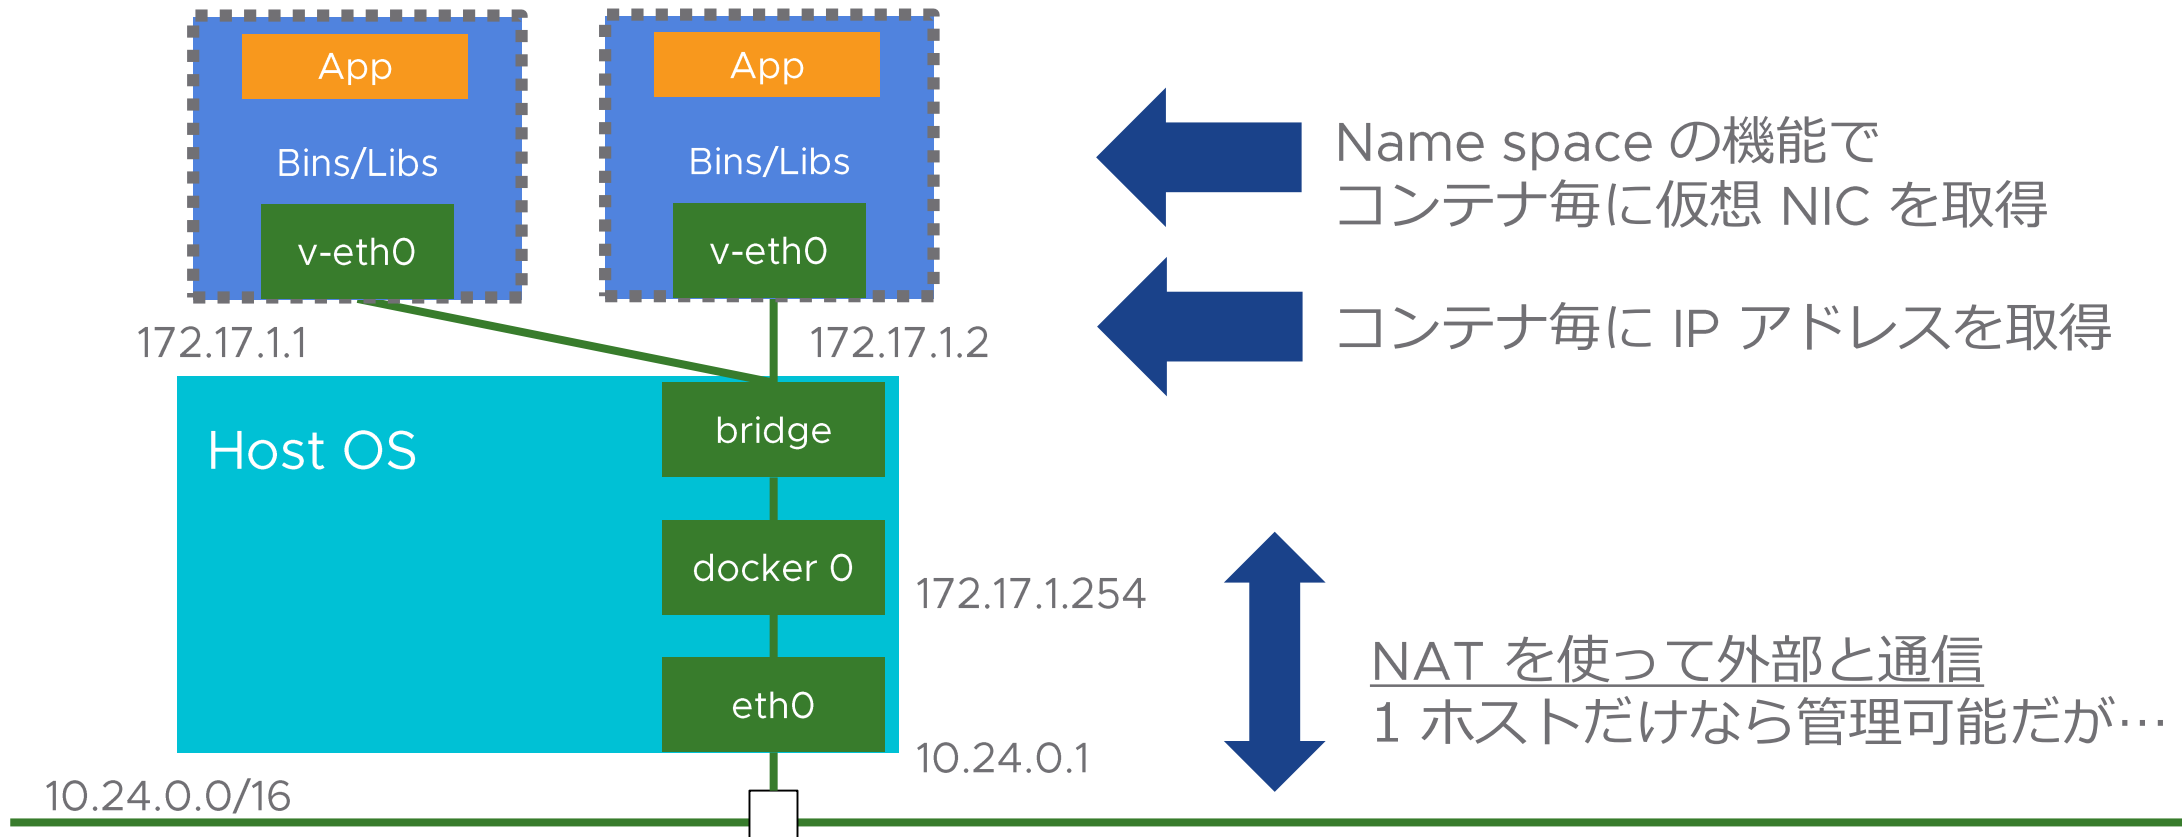 App
Bins/Libs
v-eth0
172.17.1.1
App
Bins/Libs
v-eth0
172.17.1.2
Host OS
bridge
docker 0
172.17.1.254
eth0
10.24.0.1
10.24.0.0/16
Name space の機能で
コンテナ毎に仮想 NIC を取得
コンテナ毎に IP アドレスを取得
NAT を使って外部と通信
1 ホストだけなら管理可能だが…